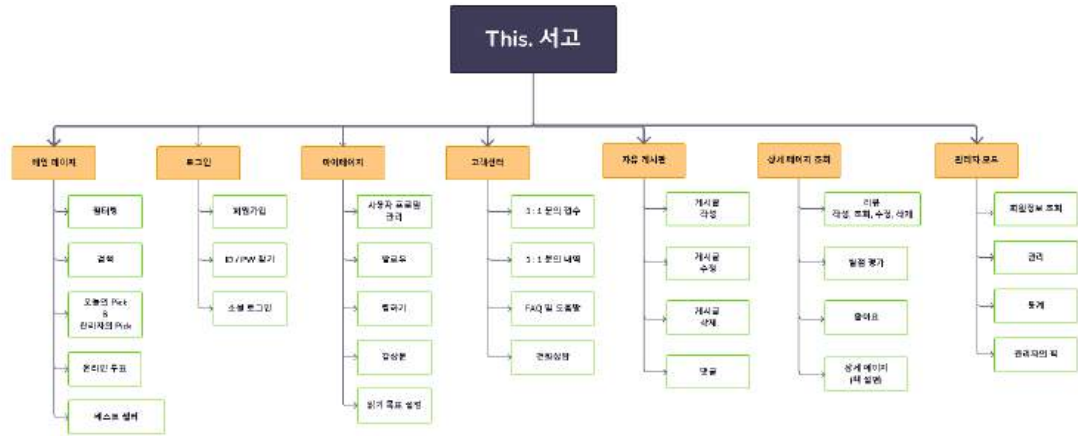 This. 서고
메인 페이지
로그인
마이페이지
고객센터
자유 게시판
상세 페이지 조회
관리자 모드
필터링
검색
오늘의 Pick
&
관리자의 Pick
온라인 투표
베스트 셀러
회원가입
ID / PW 찾기
소셜 로그인
사용자 프로필
관리
팔로우
찜하기
감상문
읽기 목표 설정
1 : 1 문의 접수
1 : 1 문의 내역
FAQ 및 도움말
전화상담
게시글
작성
게시글
수정
게시글
삭제
댓글
리뷰
작성, 조회, 수정, 삭제
별점 평가
좋아요
상세 페이지
(책 설명)
회원정보 조회
관리
통계
관리자의 픽